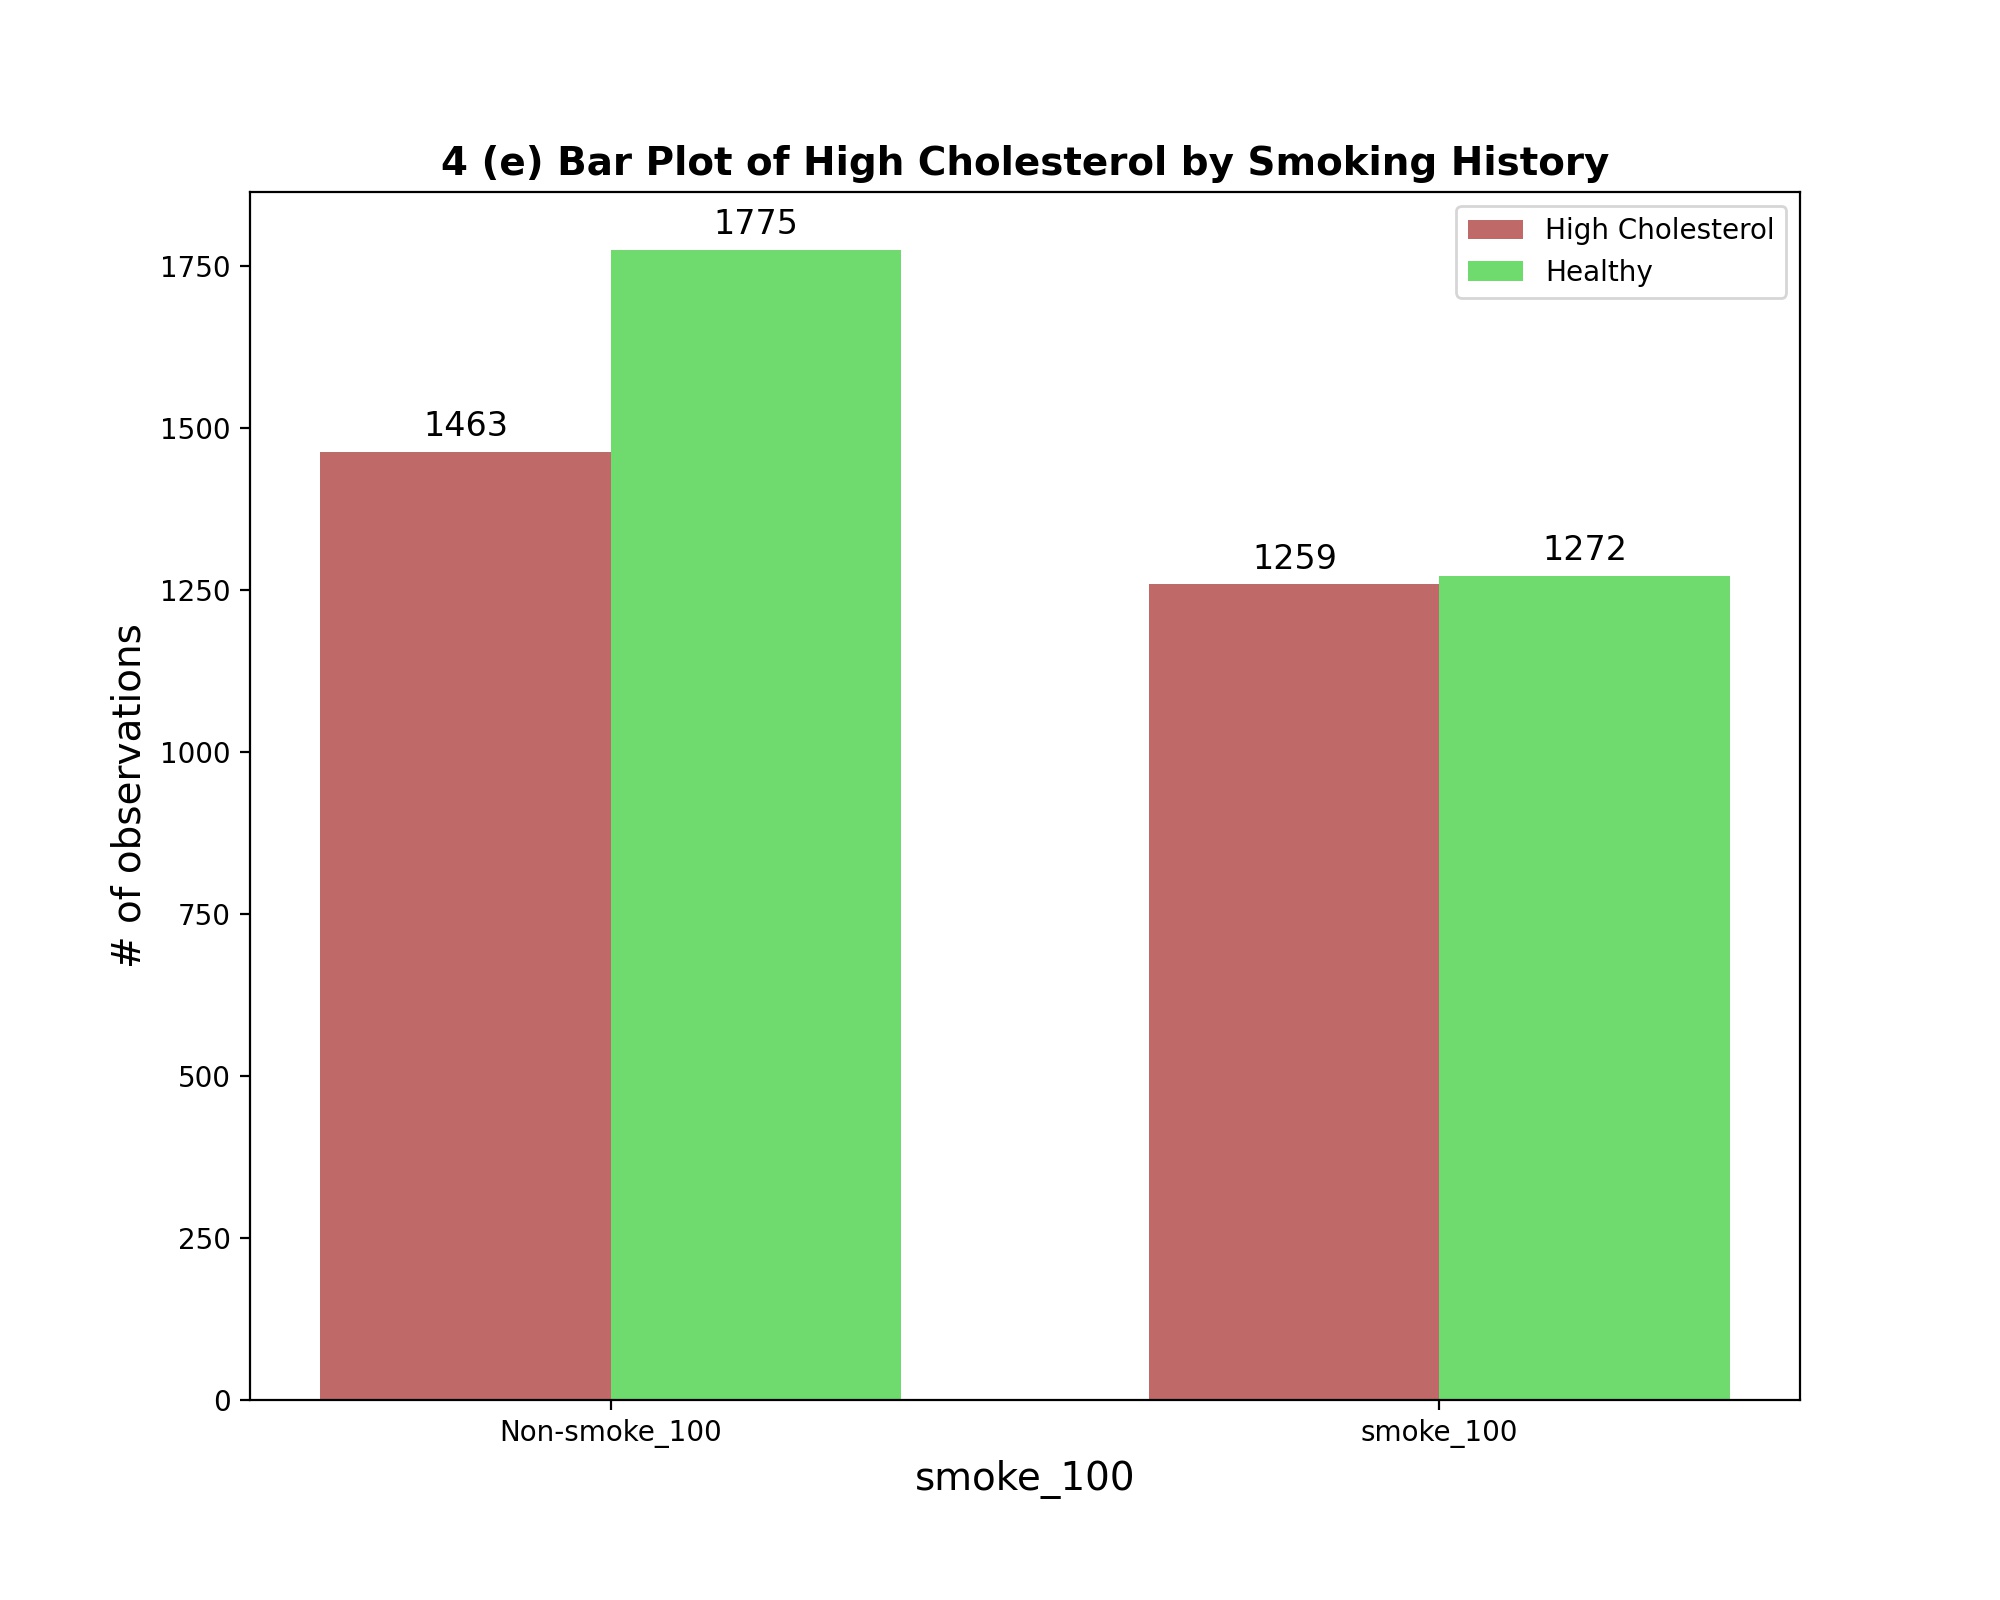 4 (e) Bar Plot of High Cholesterol by Smoking History
High Cholesterol
Healthy
1775
1463
1259
1272
# of observations
1750
1500
1250
1000
750
500
250
0
Non-smoke_100
smoke_100
smoke_100